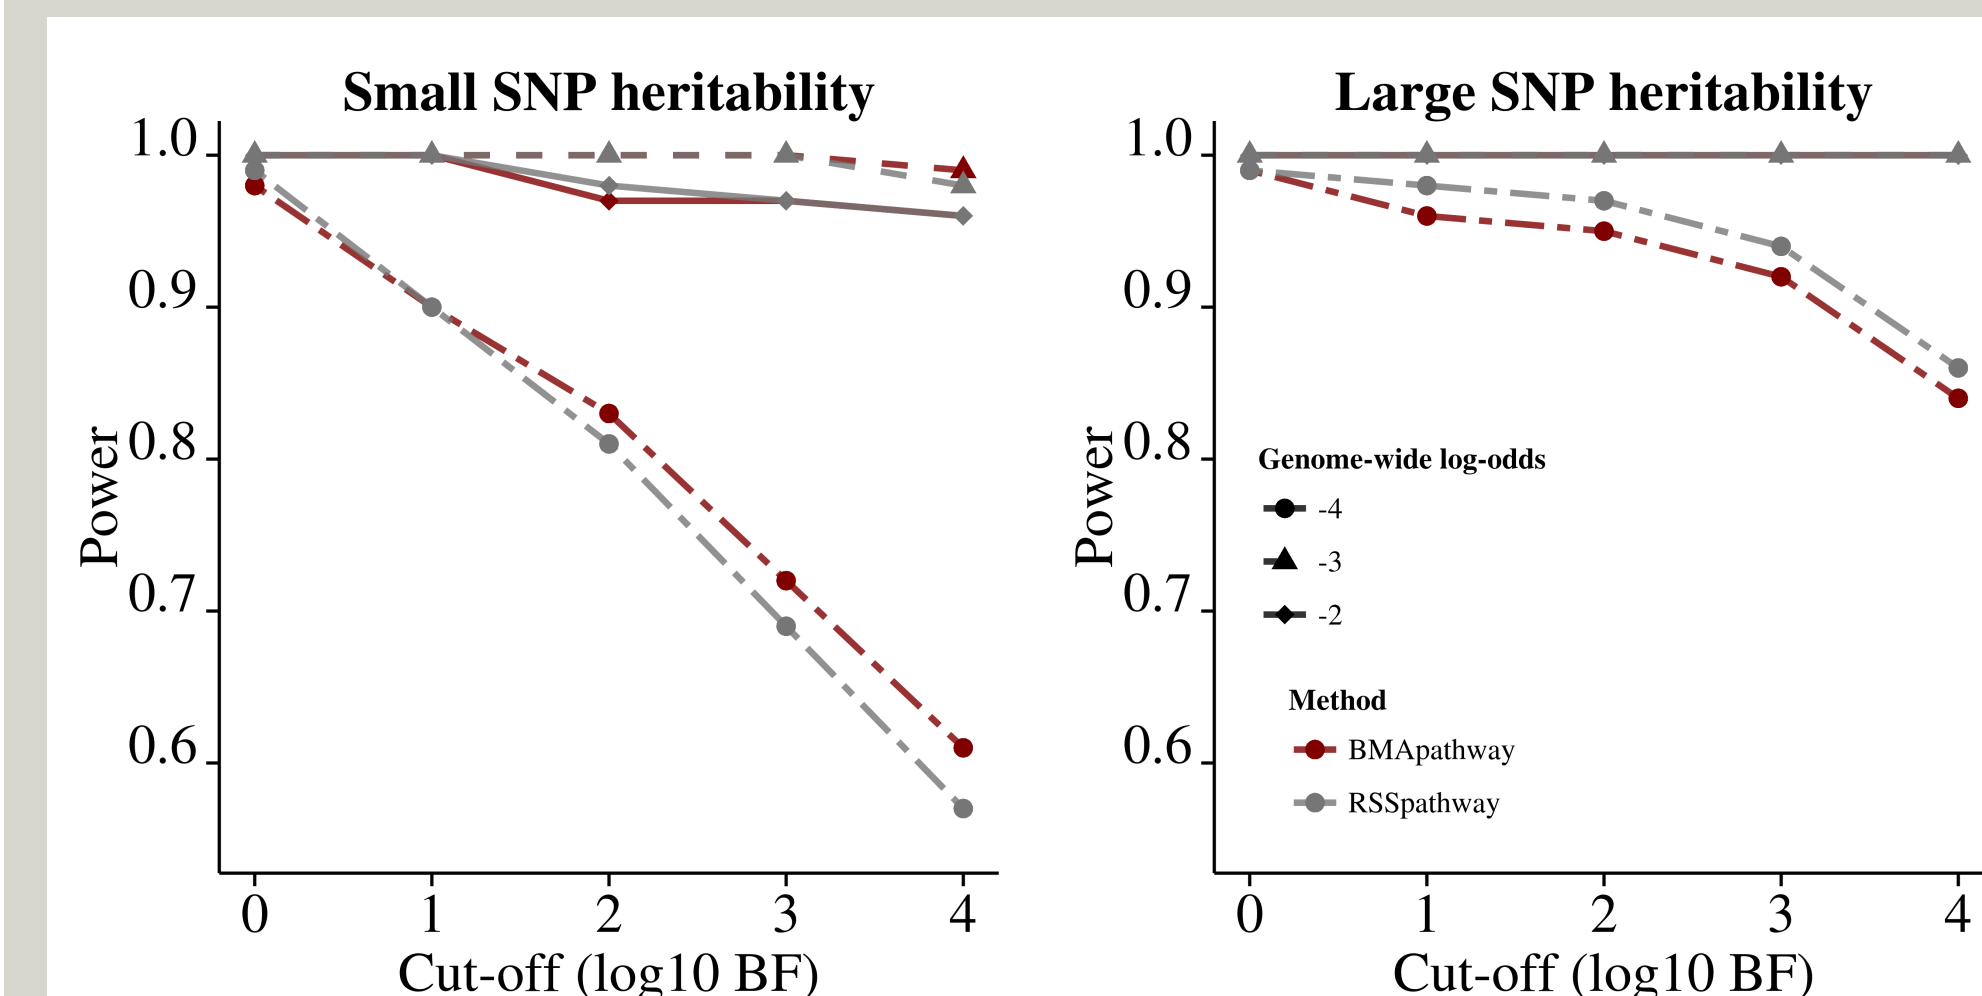 Small SNP heritability
1.0
0.9
0.8
0.7
0.6
Power
0 1 2 3 4
Cut-off (log10 BF)
Large SNP heritability
1.0
0.9
0.8
0.7
0.6
Power
Genome-wide log-odds
-4
-3
-2
Method
BMApathway
RSSpathway
0 1 2 3 4
Cut-off (log10 BF)